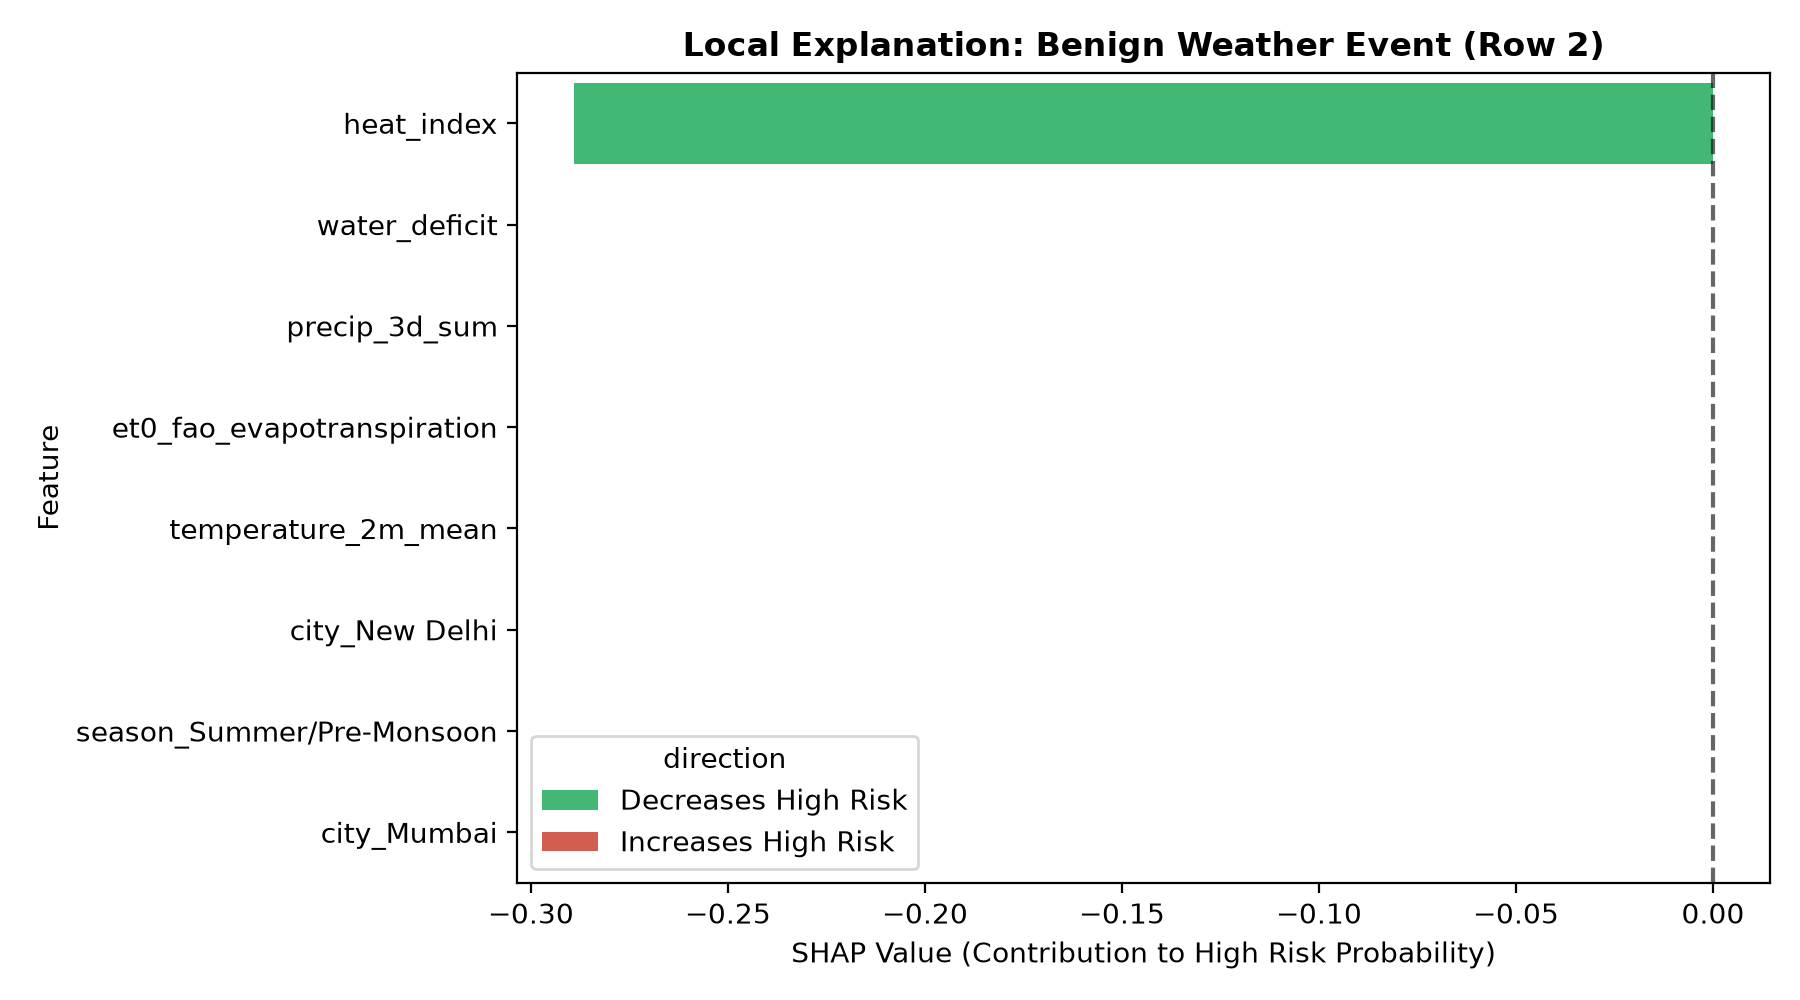 Local Explanation: Benign Weather Event (Row 2)
Feature
heat_index
water_deficit
precip_3d_sum
et0_fao_evapotranspiration
temperature_2m_mean
city_New Delhi
season_Summer/Pre-Monsoon
city_Mumbai
direction
Decreases High Risk
Increases High Risk
−0.30 −0.25 −0.20 −0.15 −0.10 −0.05 0.00
SHAP Value (Contribution to High Risk Probability)